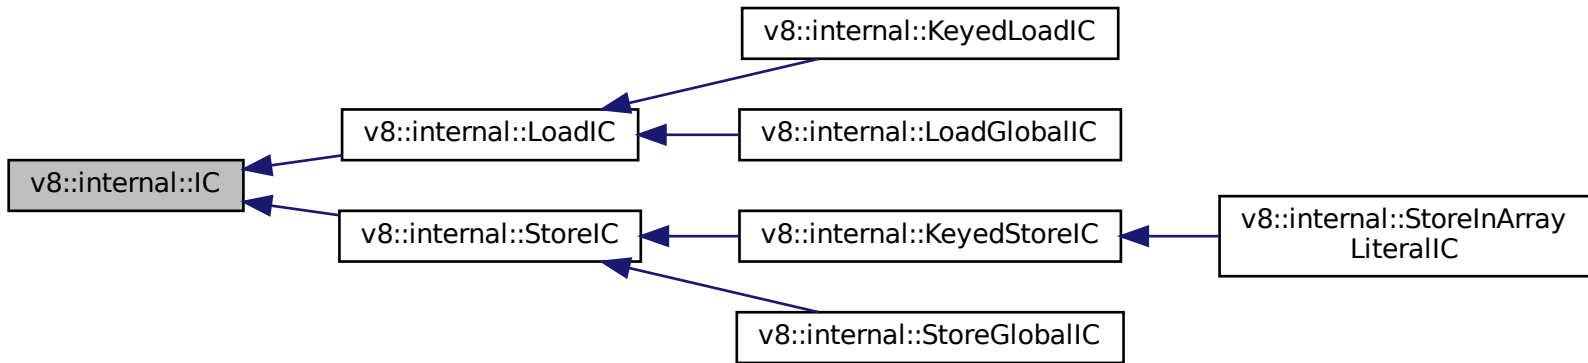 v8::internal::KeyedLoadIC
v8::internal::LoadIC
v8::internal::LoadGlobalIC
v8::internal::IC
v8::internal::StoreIC
v8::internal::KeyedStoreIC
v8::internal::StoreInArray
LiteralIC
v8::internal::StoreGlobalIC